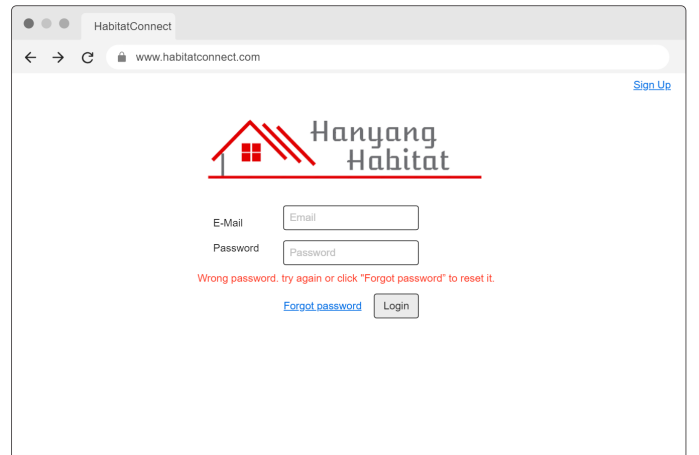 HabitatConnect
www.habitatconnect.com
Sign Up
Hanyang
Habitat
E-Mail
Email
Password
Password
Wrong password. try again or click "Forgot password" to reset it.
Forgot password
Login